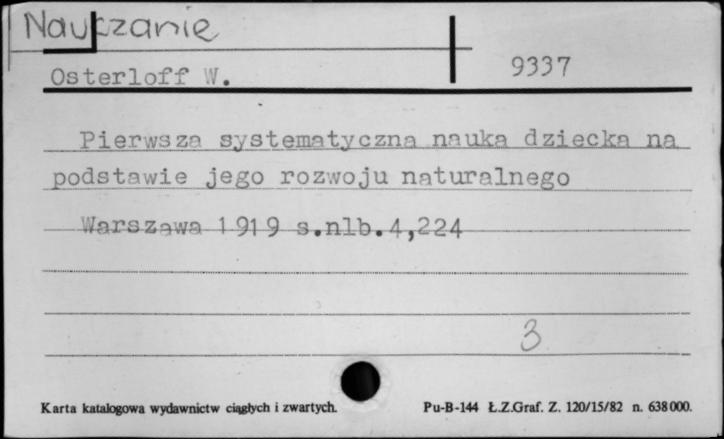 Nauczanie
Osterloff W.
9337
Pierwsza systematyczna nauka dziecka na
podstawie jego rozwoju naturalnego
Warszawa 1919 s.nlb.4,224
3
Karta katalogowa wydawnictw ciągłych i zwartych.
Pu-B-144 Ł.Z.Graf. Z. 120/15/82 n. 638000.